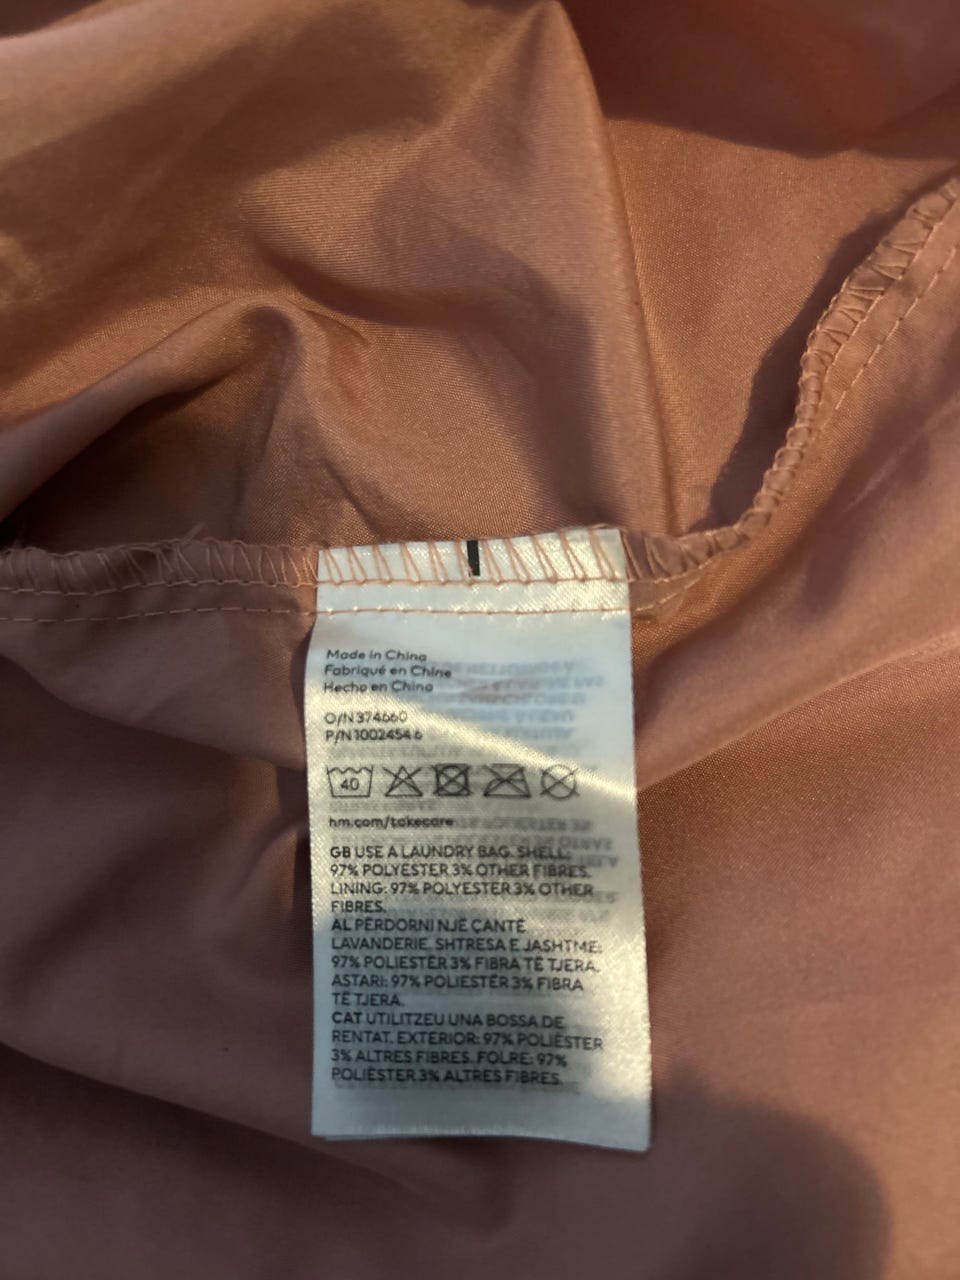 Made in China
Fabriqué en Chine
Hecho en China
O/N 374660
P/N 1002454 6
40
hm.com/takecare
GB USE A LAUNDRY BAG. SHELL:
97% POLYESTER 3% OTHER FIBRES.
LINING: 97% POLYESTER 3% OTHER
FIBRES.
AL PËRDORNI NJË ÇANTË
LAVANDERIE. SHTRESA E JASHTME:
97% POLIESTËR 3% FIBRA TË TJERA.
ASTARI: 97% POLIESTËR 3% FIBRA
TË TJERA.
CAT UTILITZEU UNA BOSSA DE
RENTAT. EXTERIOR: 97% POLIÈSTER
3% ALTRES FIBRES. FOLRE: 97%
POLIÈSTER 3% ALTRES FIBRES.